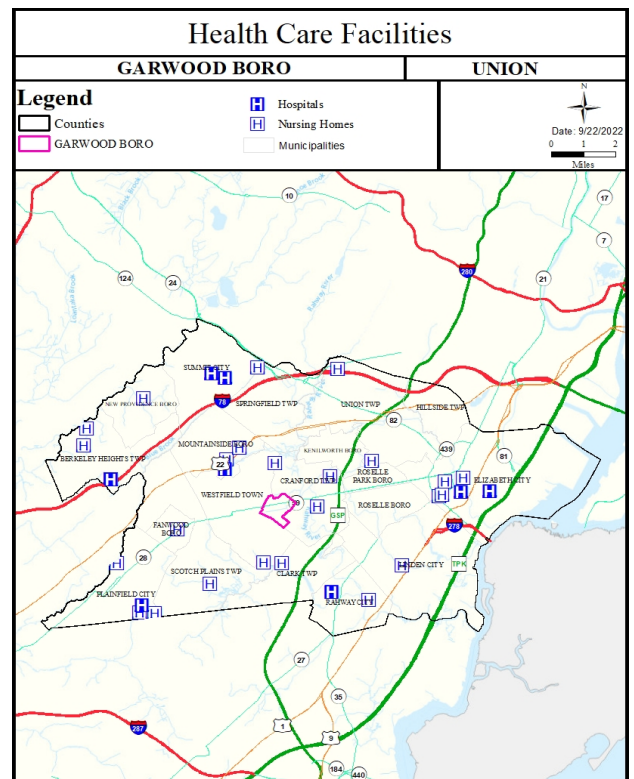 Health Care Facilities
GARWOOD BORO
UNION
Legend
Counties
GARWOOD BORO
H Hospitals
H Nursing Homes
Municipalities
N
Date: 9/22/2022
0 1 2
Miles
10
17
7
280
21
124
24
SUMMIT CITY
78
NEW PROVIDENCE BORO
SPRINGFIELD TWP
UNION TWP
HILLSIDE TWP
82
MOUNTAINSIDE BORO
KENILWORTH BORO
439
81
BERKELEY HEIGHTS TWP
22
ROSELLE
PARK BORO
CRANFORD TWP
ELIZABETH CITY
WESTFIELD TOWN
ROSELLE BORO
GSP
278
FANWOOD
BORO
28
SCOTCH PLAINS TWP
CLARK TWP
LINDEN CITY
TPK
PLAINFIELD CITY
RAHWAY CITY
27
35
287
1
9
184
440
Rahway River